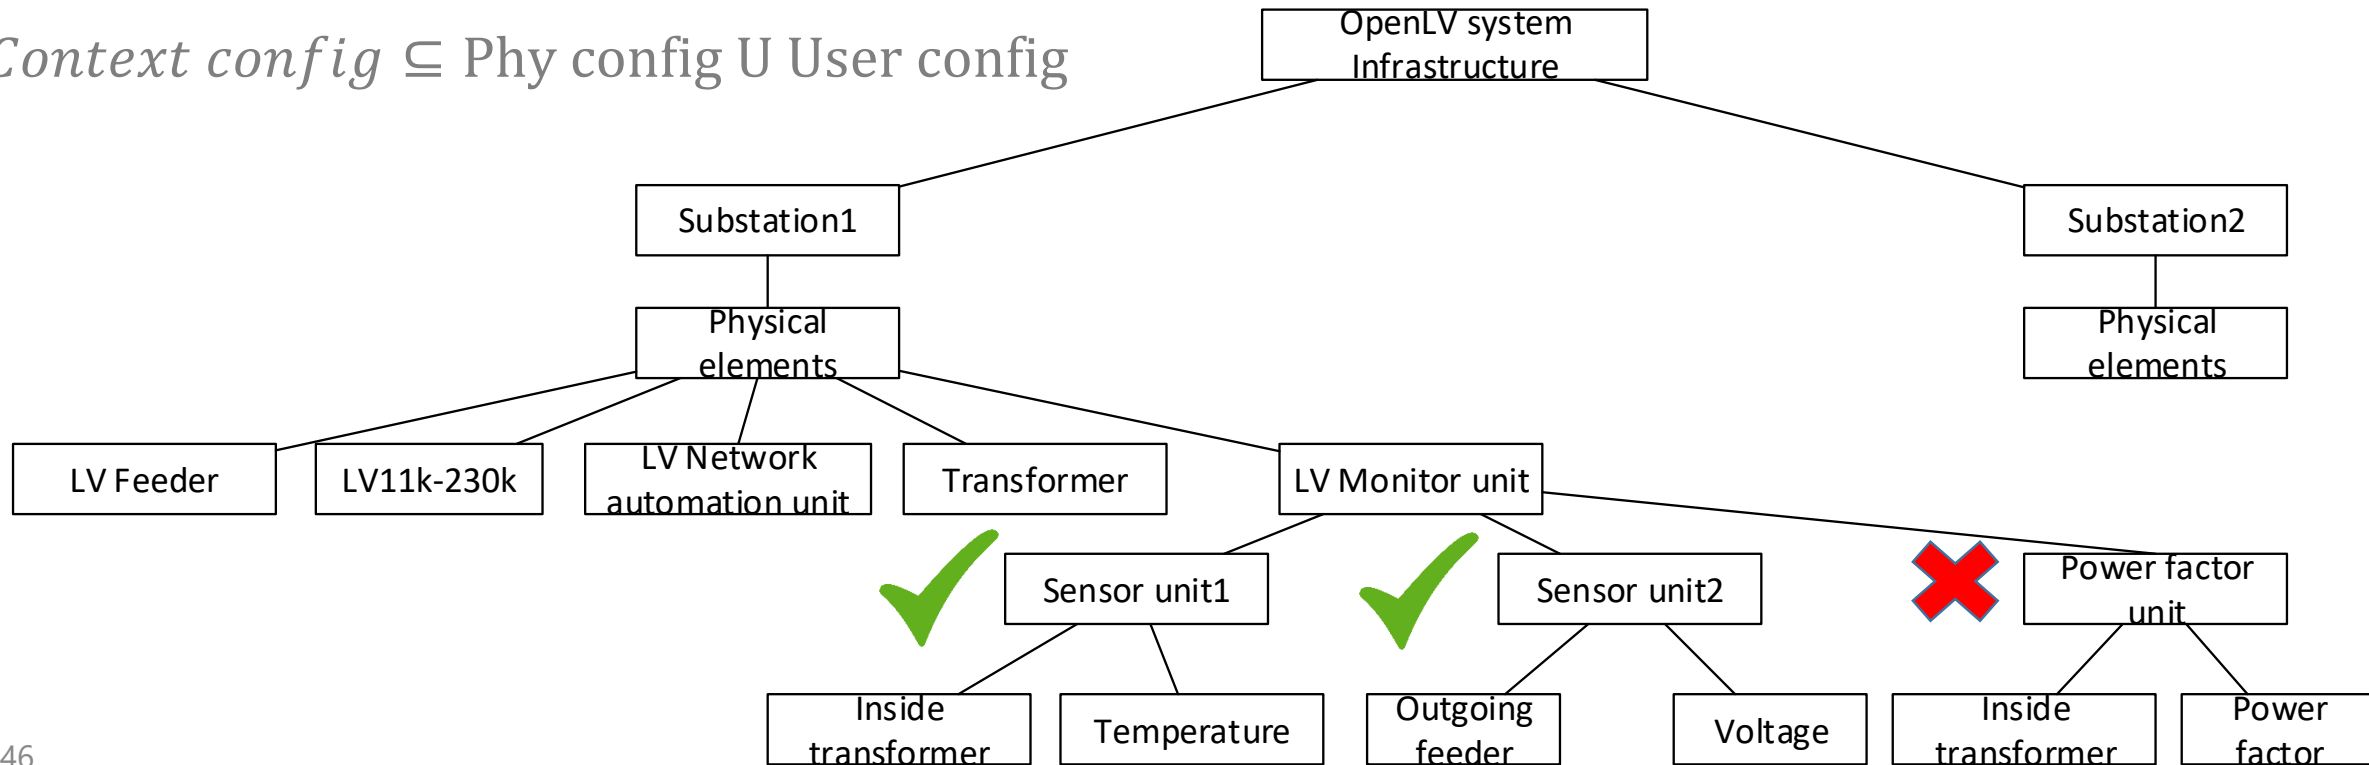 Context config ⊆ Phy config U User config
OpenLV system
Infrastructure
Substation1
Substation2
Physical
elements
Physical
elements
LV Feeder
LV11k-230k
LV Network
automation unit
Transformer
LV Monitor unit
Sensor unit1
Sensor unit2
Power factor
unit
Inside
transformer
Temperature
Outgoing
feeder
Voltage
Inside
transformer
Power
factor
46